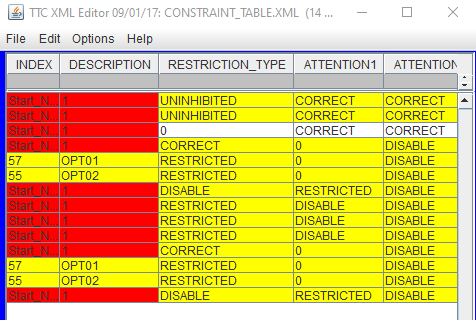 TTC XML Editor 09/01/17: CONSTRAINT_TABLE.XML (14 ...
File Edit Options Help
INDEX DESCRIPTION RESTRICTION_TYPE ATTENTION1 ATTENTION
Start_N... 1 UNINHIBITED CORRECT CORRECT
Start_N... 1 UNINHIBITED CORRECT CORRECT
Start_N... 1 0 CORRECT CORRECT
Start_N... 1 CORRECT 0 DISABLE
57 OPT01 RESTRICTED 0 DISABLE
55 OPT02 RESTRICTED 0 DISABLE
Start_N... 1 DISABLE RESTRICTED DISABLE
Start_N... 1 RESTRICTED DISABLE DISABLE
Start_N... 1 RESTRICTED DISABLE DISABLE
Start_N... 1 RESTRICTED DISABLE DISABLE
Start_N... 1 CORRECT 0 DISABLE
57 OPT01 RESTRICTED 0 DISABLE
55 OPT02 RESTRICTED 0 DISABLE
Start_N... 1 DISABLE RESTRICTED DISABLE